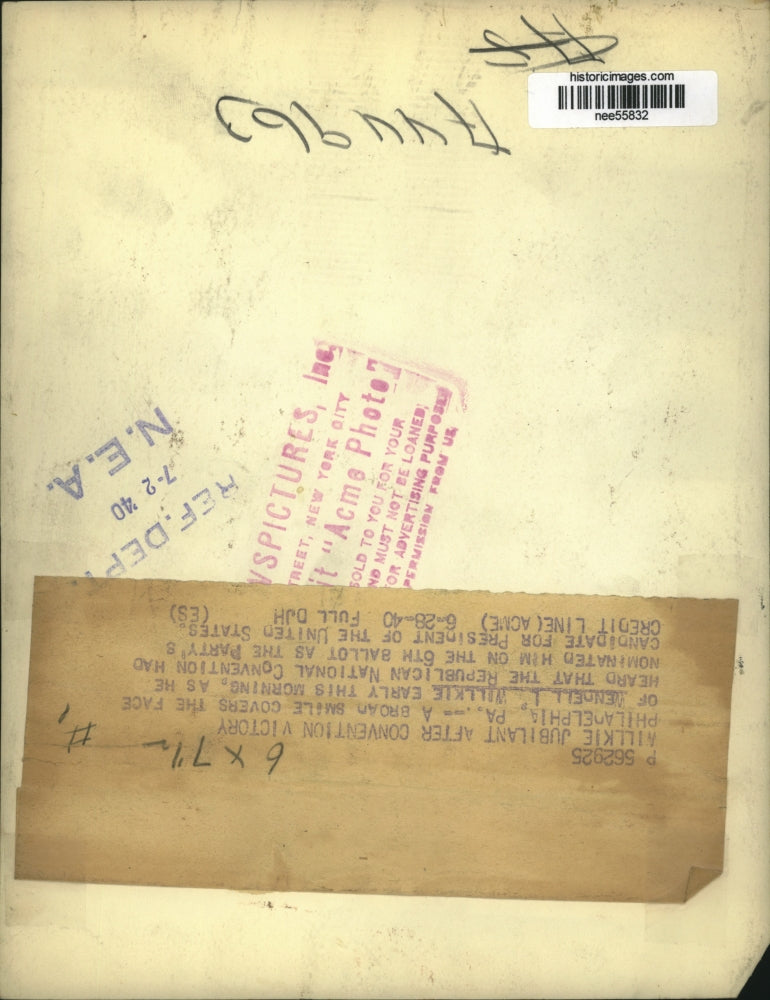 historicimages.com
nee55832
N.E.A.
7-2 '40
REF. DEPT.
WSPICTURES, Inc.
TREET, NEW YORK CITY
it "Acme Photo"
SOLD TO YOU FOR YOUR
ND MUST NOT BE LOANED,
OR ADVERTISING PURPOSES
PERMISSION FROM US.
P 562925
WILLKIE JUBILANT AFTER CONVENTION VICTORY
PHILADELPHIA, PA. -- A BROAD SMILE COVERS THE FACE
OF WENDELL L. WILLKIE EARLY THIS MORNING, AS HE
HEARD THAT THE REPUBLICAN NATIONAL CONVENTION HAD
NOMINATED HIM ON THE 6TH BALLOT AS THE PARTY'S
CANDIDATE FOR PRESIDENT OF THE UNITED STATES.
CREDIT LINE (ACME) 6-28-40 FULL DJH (ES)
6 x 7½
#1